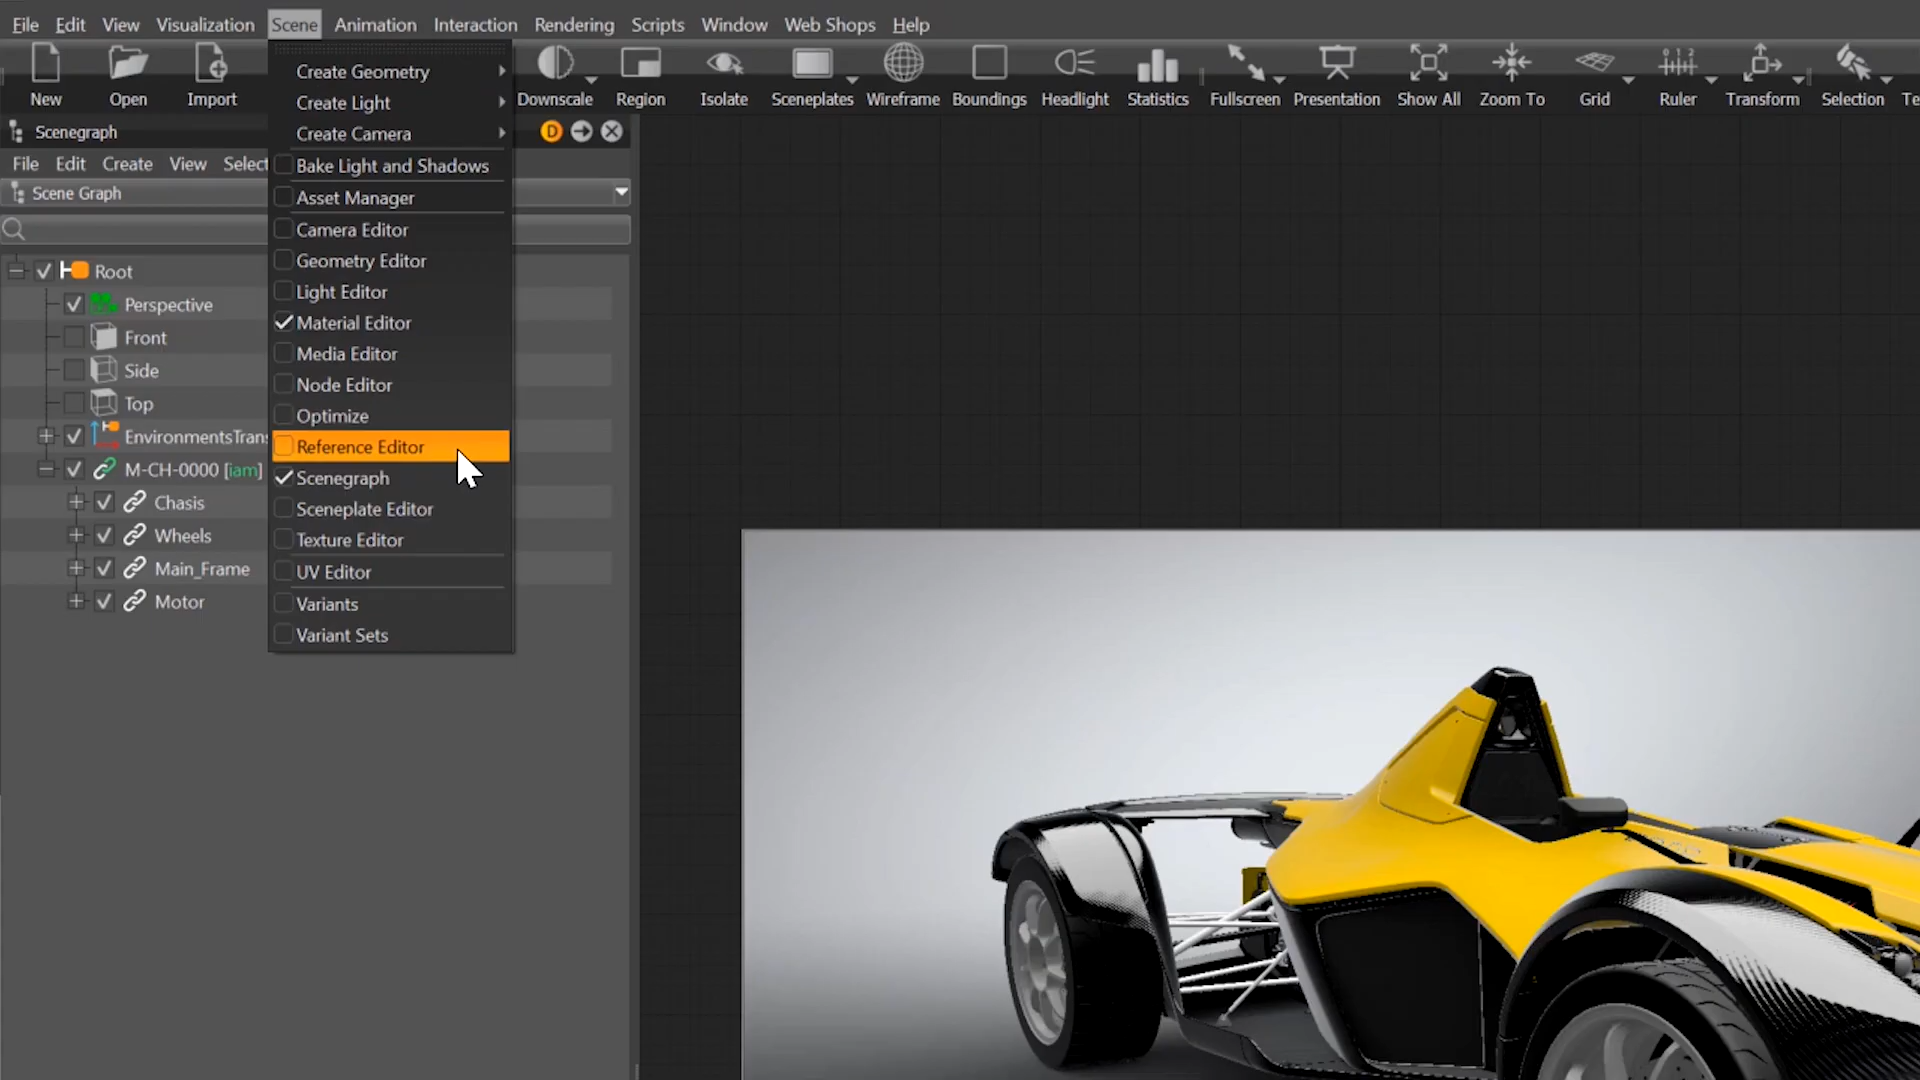 File Edit View Visualization Scene Animation Interaction Rendering Scripts Window Web Shops Help
New Open Import Downscale Region Isolate Sceneplates Wireframe Boundings Headlight Statistics Fullscreen Presentation Show All Zoom To Grid Ruler Transform Selection
Scenegraph D
File Edit Create View Select
Scene Graph
Root
Perspective
Front
Side
Top
EnvironmentsTrans
M-CH-0000 [iam]
Chasis
Wheels
Main_Frame
Motor
Create Geometry
Create Light
Create Camera
Bake Light and Shadows
Asset Manager
Camera Editor
Geometry Editor
Light Editor
Material Editor
Media Editor
Node Editor
Optimize
Reference Editor
Scenegraph
Sceneplate Editor
Texture Editor
UV Editor
Variants
Variant Sets